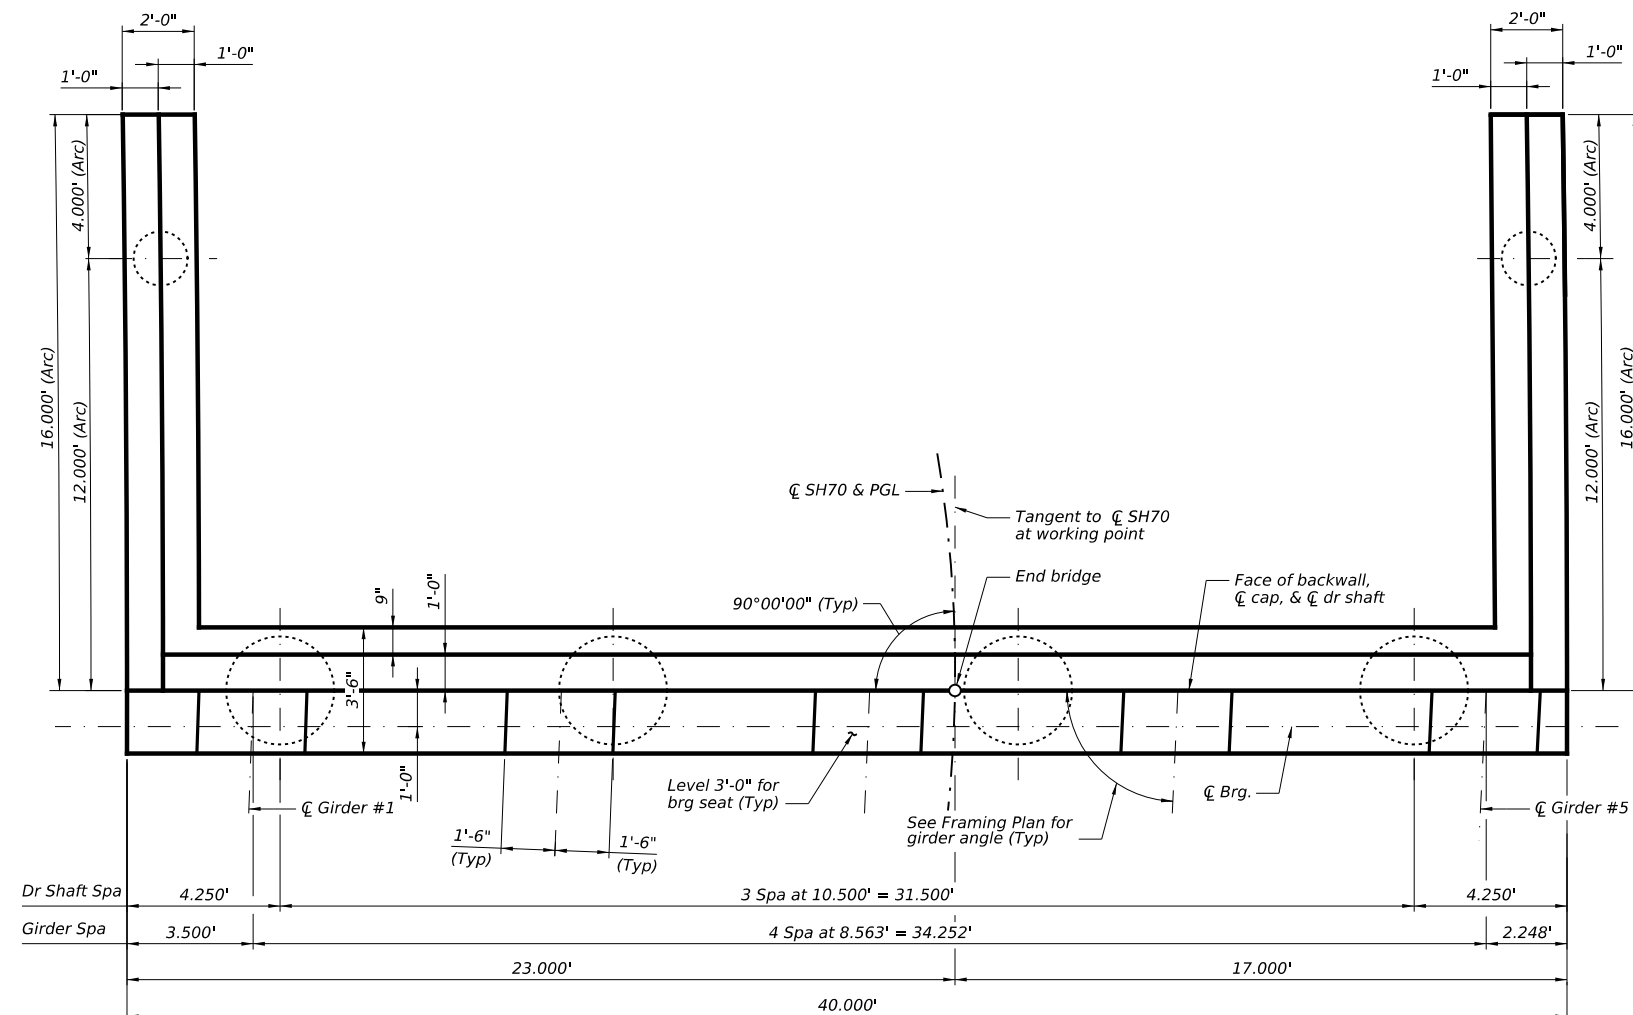 2'-0"
2'-0"
1'-0"
1'-0"
1'-0"
1'-0"
4.000' (Arc)
4.000' (Arc)
16.000' (Arc)
12.000' (Arc)
12.000' (Arc)
16.000' (Arc)
℄ SH70 & PGL
Tangent to ℄ SH70
at working point
End bridge
Face of backwall,
℄ cap, & ℄ dr shaft
90°00'00" (Typ)
9"
1'-0"
3'-6"
1'-0"
Level 3'-0" for
brg seat (Typ)
℄ Brg.
See Framing Plan for
girder angle (Typ)
℄ Girder #1
℄ Girder #5
1'-6"
(Typ)
1'-6"
(Typ)
Dr Shaft Spa
4.250'
3 Spa at 10.500' = 31.500'
4.250'
Girder Spa
3.500'
4 Spa at 8.563' = 34.252'
2.248'
23.000'
17.000'
40.000'